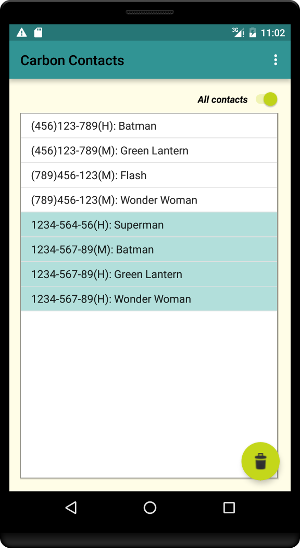 3G
11:02
Carbon Contacts
All contacts
(456)123-789(H): Batman
(456)123-789(M): Green Lantern
(789)456-123(M): Flash
(789)456-123(M): Wonder Woman
1234-564-56(H): Superman
1234-567-89(M): Batman
1234-567-89(H): Green Lantern
1234-567-89(H): Wonder Woman